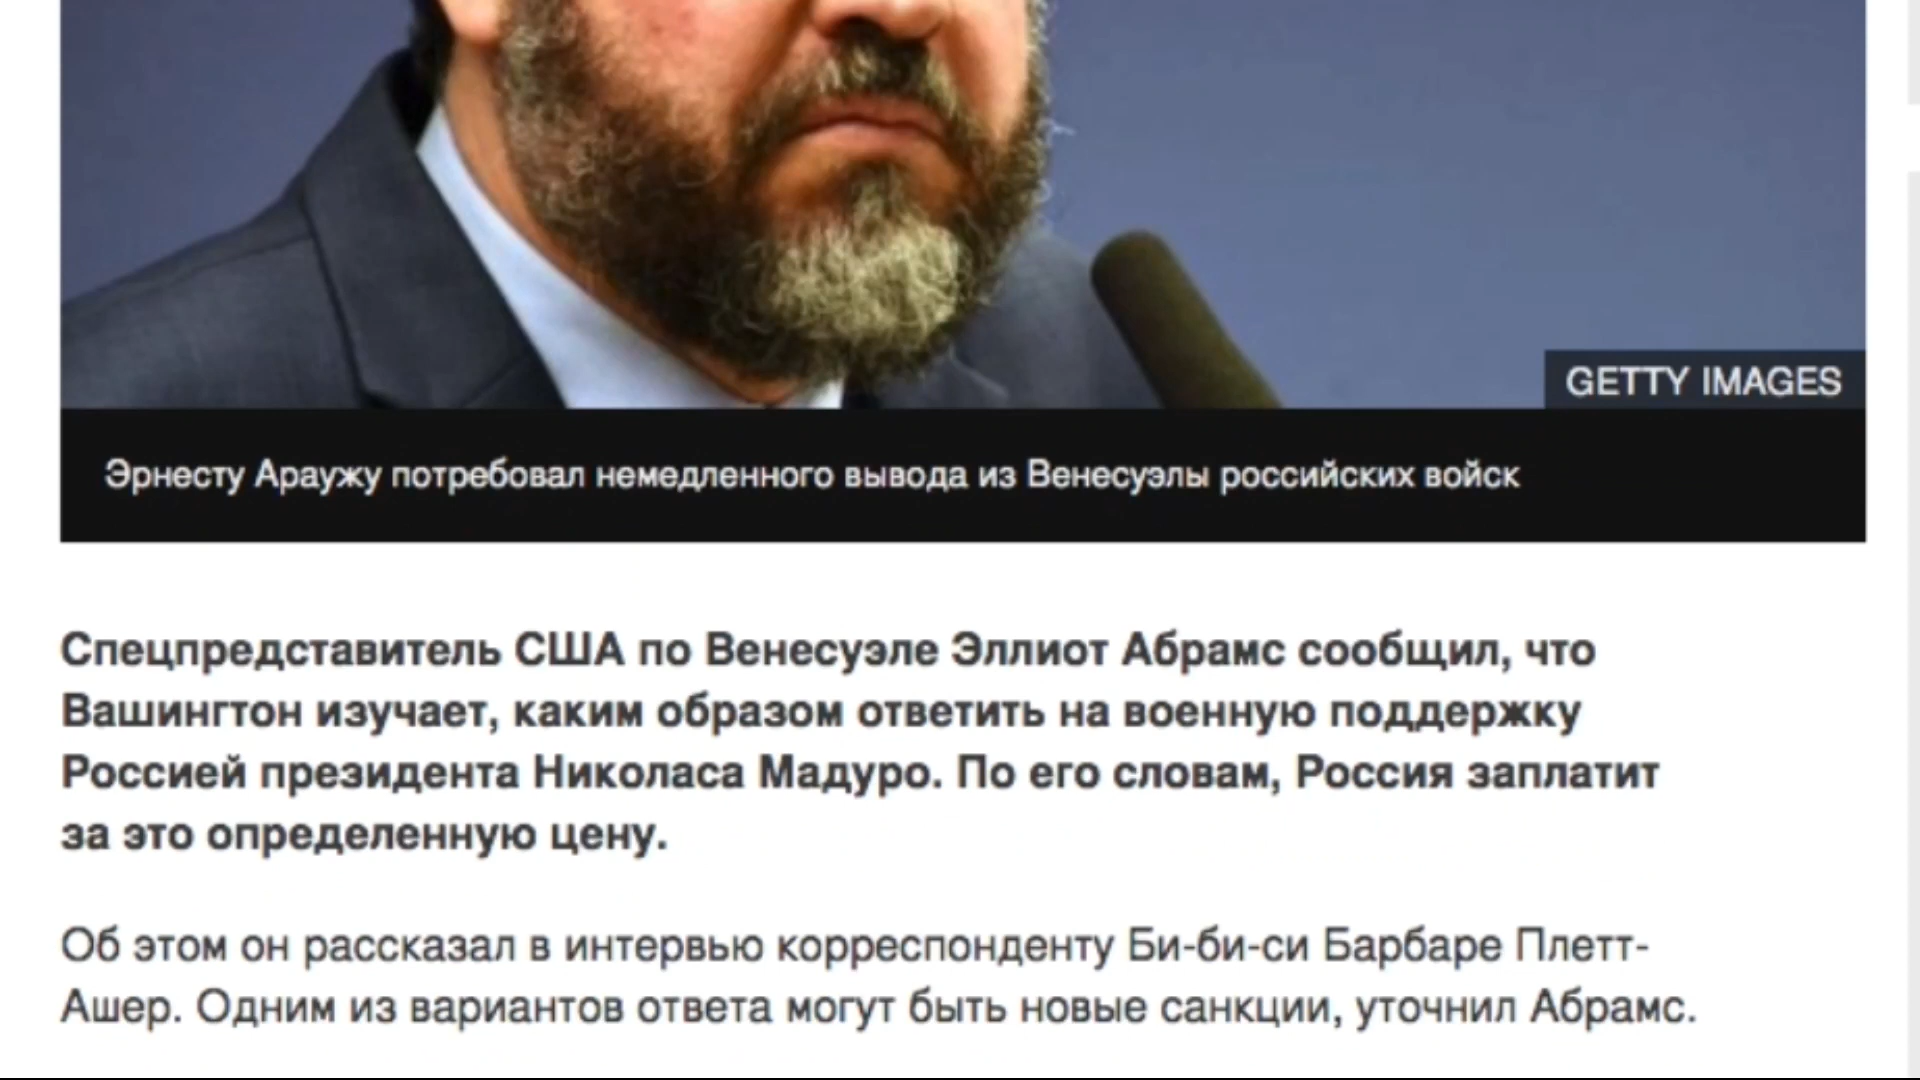 GETTY IMAGES
Эрнесту Араужу потребовал немедленного вывода из Венесуэлы российских войск
Спецпредставитель США по Венесуэле Эллиот Абрамс сообщил, что
Вашингтон изучает, каким образом ответить на военную поддержку
Россией президента Николаса Мадуро. По его словам, Россия заплатит
за это определенную цену.
Об этом он рассказал в интервью корреспонденту Би-би-си Барбаре Плетт-
Ашер. Одним из вариантов ответа могут быть новые санкции, уточнил Абрамс.